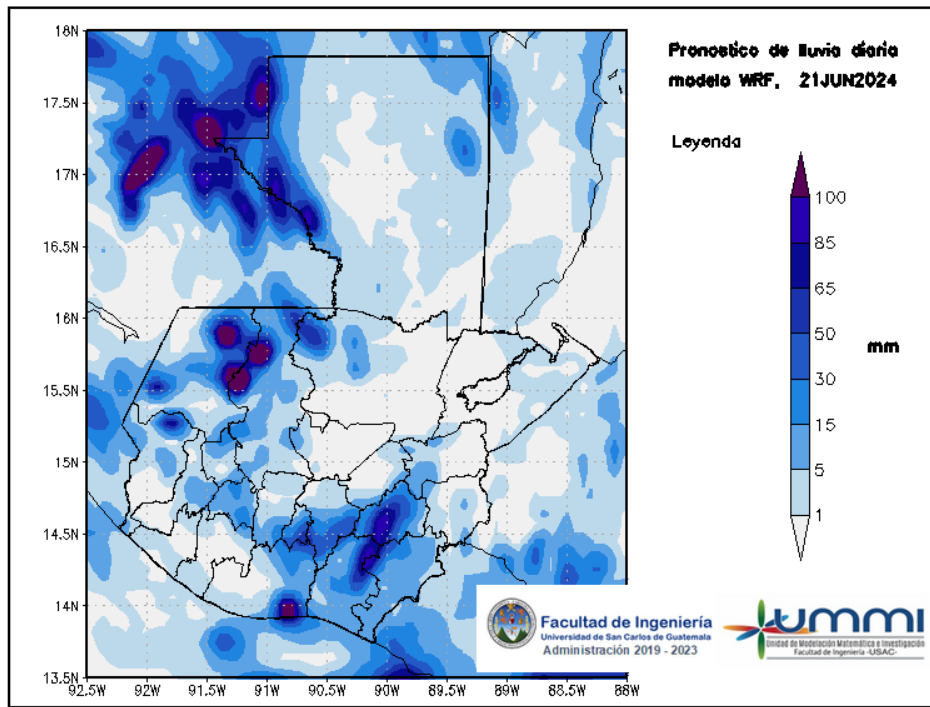 Pronostico de lluvia diaria
modelo WRF, 21JUN2024
Leyenda
100
85
65
50
30
15
5
1
mm
18N
17.5N
17N
16.5N
16N
15.5N
15N
14.5N
14N
13.5N
92.5W
92W
91.5W
91W
90.5W
90W
89.5W
89W
88.5W
88W
Facultad de Ingeniería
Universidad de San Carlos de Guatemala
Administración 2019 - 2023
UMMI
Unidad de Modelación Matemática e Investigación
Facultad de Ingeniería -USAC-